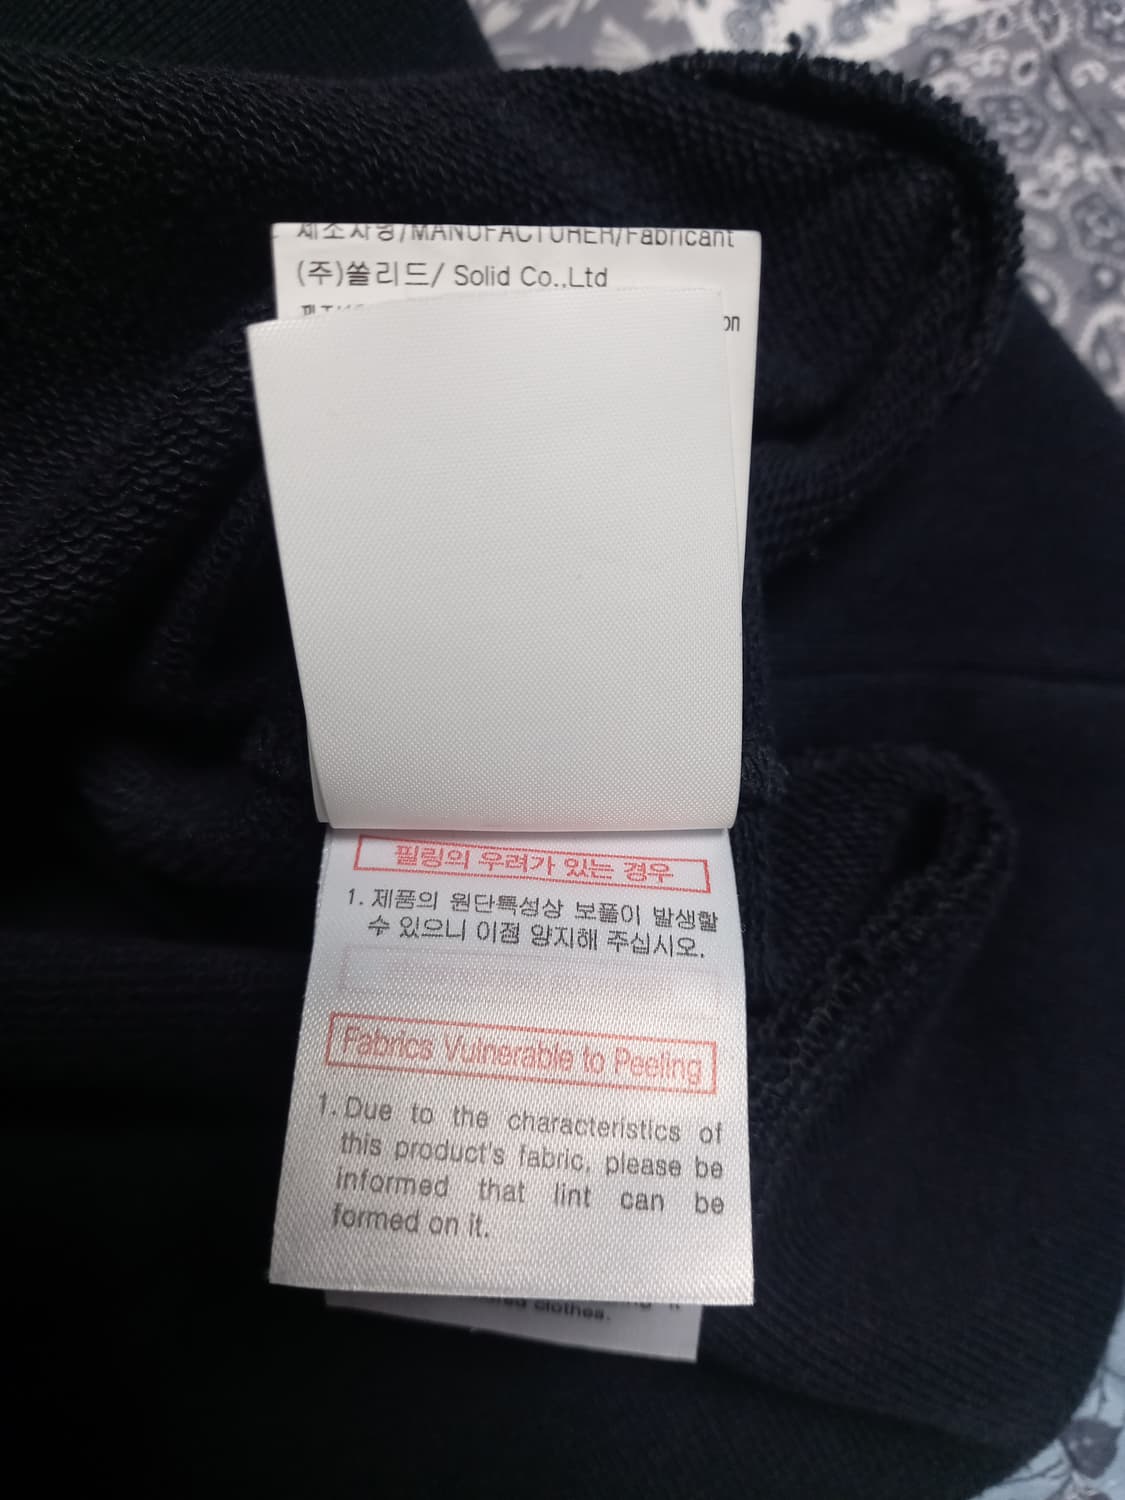 제조자명/MANUFACTURER/Fabricant
(주)쏠리드/ Solid Co.,Ltd
필링의 우려가 있는 경우
1. 제품의 원단특성상 보풀이 발생할
수 있으니 이점 양지해 주십시오.
Fabrics Vulnerable to Peeling
1. Due to the characteristics of
this product's fabric, please be
informed that lint can be
formed on it.
clothes.